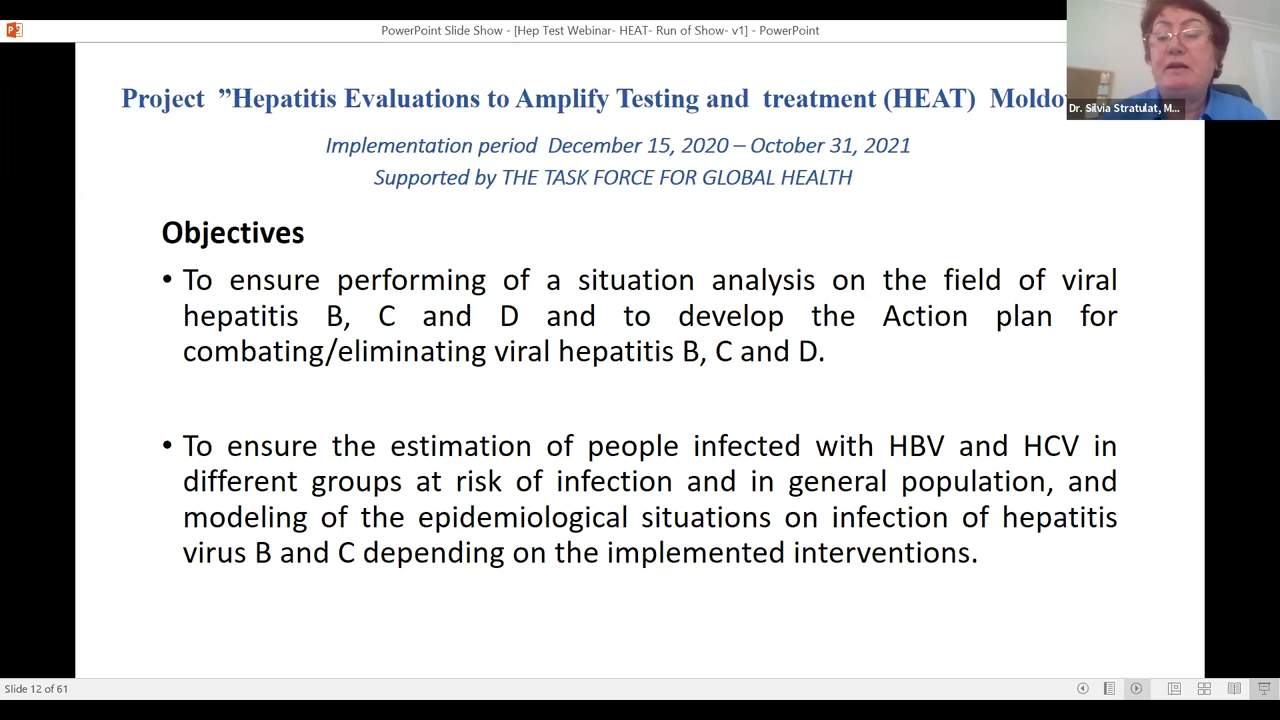 PowerPoint Slide Show - [Hep Test Webinar- HEAT- Run of Show- v1] - PowerPoint
Dr. Silvia Stratulat, M...
Project ”Hepatitis Evaluations to Amplify Testing and treatment (HEAT) Moldo
Implementation period December 15, 2020 – October 31, 2021
Supported by THE TASK FORCE FOR GLOBAL HEALTH
Objectives
• To ensure performing of a situation analysis on the field of viral
hepatitis B, C and D and to develop the Action plan for
combating/eliminating viral hepatitis B, C and D.
• To ensure the estimation of people infected with HBV and HCV in
different groups at risk of infection and in general population, and
modeling of the epidemiological situations on infection of hepatitis
virus B and C depending on the implemented interventions.
Slide 12 of 61